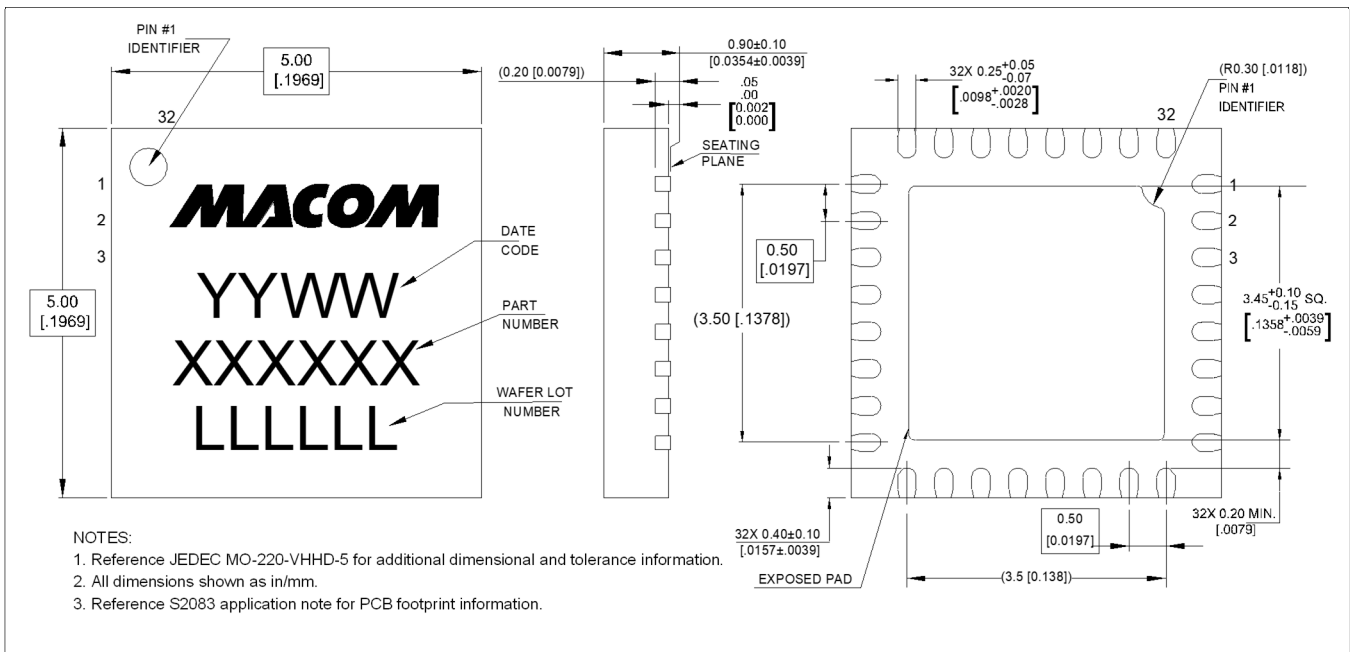 PIN #1
IDENTIFIER
5.00
[.1969]
32
1
2
3
5.00
[.1969]
MACOM
YYWW
XXXXXX
LLLLLL
DATE
CODE
PART
NUMBER
WAFER LOT
NUMBER
0.90±0.10
[0.0354±0.0039]
(0.20 [0.0079])
.05
.00
[0.002
0.000]
SEATING
PLANE
0.50
[.0197]
(3.50 [.1378])
32X 0.25+0.05
-0.07
[.0098+.0020
-.0028]
(R0.30 [.0118])
PIN #1
IDENTIFIER
32
1
2
3
3.45+0.10
-0.15 SQ.
[.1358+.0039
-.0059]
32X 0.40±0.10
[.0157±.0039]
EXPOSED PAD
0.50
[0.0197]
(3.5 [0.138])
32X 0.20 MIN.
[.0079]
NOTES:
1. Reference JEDEC MO-220-VHHD-5 for additional dimensional and tolerance information.
2. All dimensions shown as in/mm.
3. Reference S2083 application note for PCB footprint information.